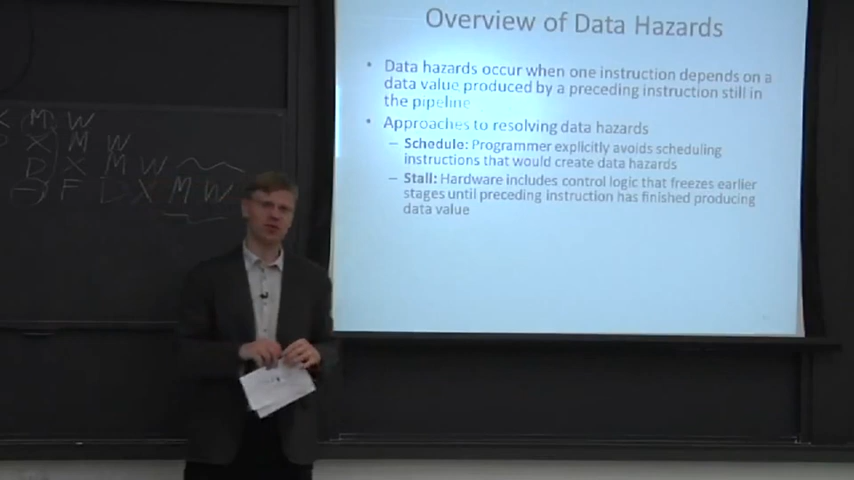 Overview of Data Hazards
• Data hazards occur when one instruction depends on a
data value produced by a preceding instruction still in
the pipeline
• Approaches to resolving data hazards
– Schedule: Programmer explicitly avoids scheduling
instructions that would create data hazards
– Stall: Hardware includes control logic that freezes earlier
stages until preceding instruction has finished producing
data value
X M W
D X M W
D X M W
F D X M W